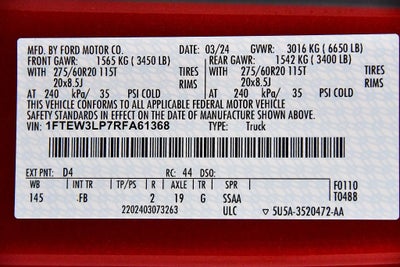 MFD. BY FORD MOTOR CO. DATE: 03/24 GVWR: 3016 KG ( 6650 LB)
FRONT GAWR: 1565 KG ( 3450 LB) REAR GAWR: 1542 KG ( 3400 LB)
WITH 275/60R20 115T TIRES WITH 275/60R20 115T TIRES
20x8.5J RIMS 20x8.5J RIMS
AT 240 kPa/ 35 PSI COLD AT 240 kPa/ 35 PSI COLD
THIS VEHICLE CONFORMS TO ALL APPLICABLE FEDERAL MOTOR VEHICLE
SAFETY STANDARDS IN EFFECT ON THE DATE OF MANUFACTURE SHOWN ABOVE.
VIN: 1FTEW3LP7RFA61368 TYPE: Truck
EXT PNT: D4 RC: 44 DSO:
WB INT TR TP/PS R AXLE TR SPR F0110
145 .FB 2 19 G SSAA T0488
2202403073263 ULC ▼ 5U5A-3520472-AA